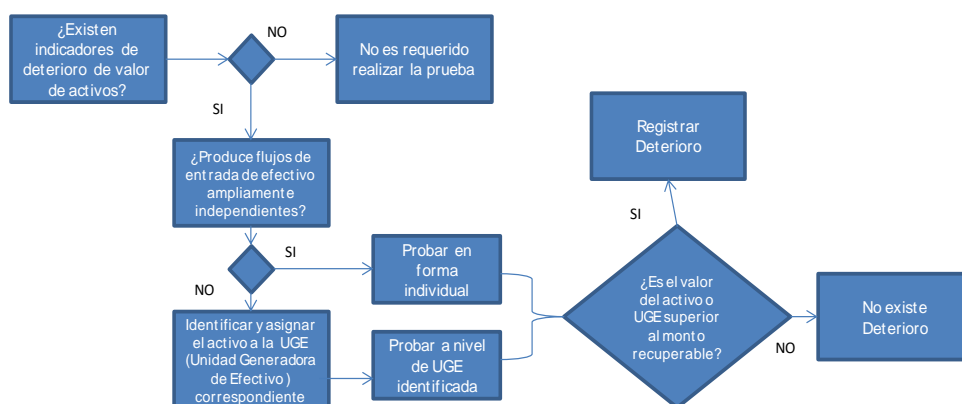 ¿Existen
indicadores de
deterioro de valor
de activos?
NO
No es requerido
realizar la prueba
SI
¿Produce flujos de
entrada de efectivo
ampliamente
independientes?
SI
NO
Probar en
forma
individual
Identificar y asignar
el activo a la UGE
(Unidad Generadora
de Efectivo)
correspondiente
Probar a nivel
de UGE
identificada
¿Es el valor
del activo o
UGE superior
al monto
recuperable?
SI
Registrar
Deterioro
NO
No existe
Deterioro